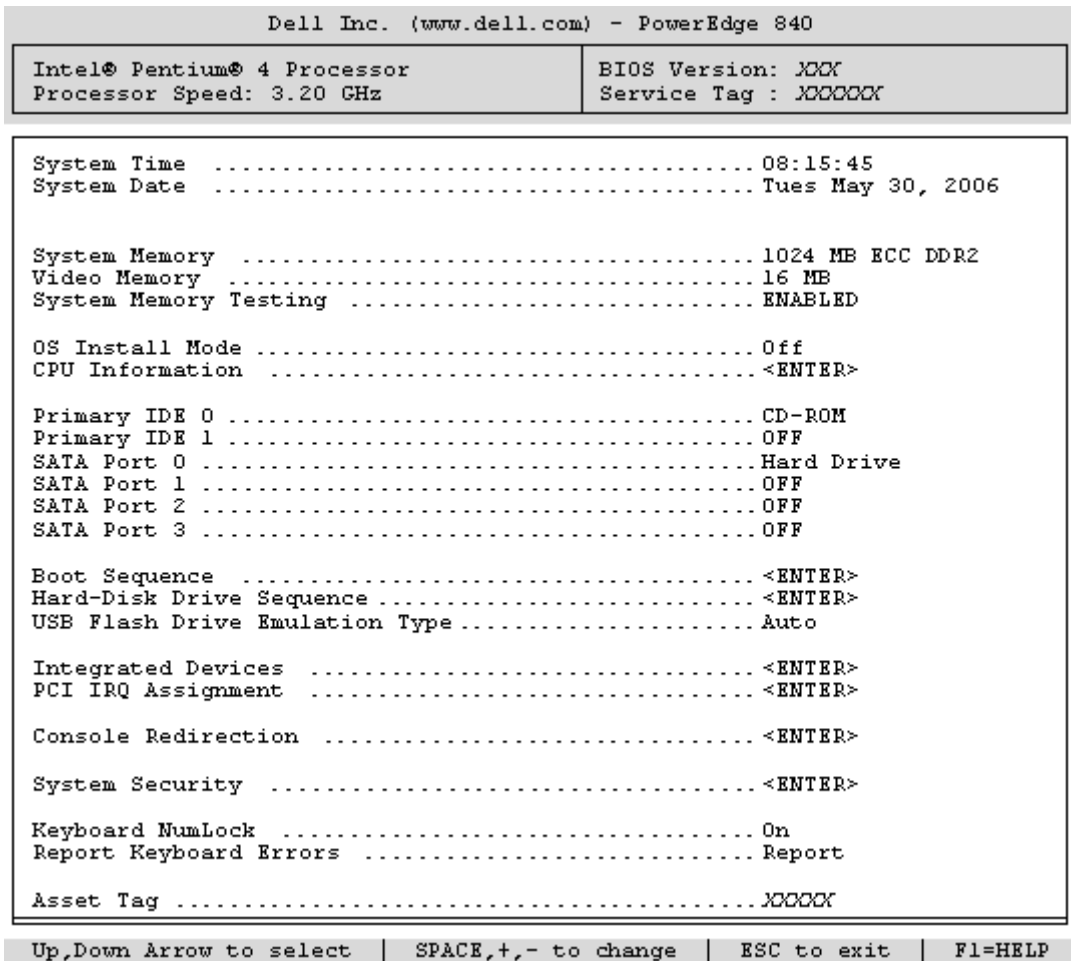 Dell Inc. (www.dell.com) - PowerEdge 840
Intel® Pentium® 4 Processor
Processor Speed: 3.20 GHz
BIOS Version: XXX
Service Tag : XXXXXX
System Time ........................................ 08:15:45
System Date ........................................ Tues May 30, 2006
System Memory ...................................... 1024 MB ECC DDR2
Video Memory ....................................... 16 MB
System Memory Testing .............................. ENABLED
OS Install Mode ..................................... Off
CPU Information .................................... <ENTER>
Primary IDE 0 ....................................... CD-ROM
Primary IDE 1 ....................................... OFF
SATA Port 0 ......................................... Hard Drive
SATA Port 1 ......................................... OFF
SATA Port 2 ......................................... OFF
SATA Port 3 ......................................... OFF
Boot Sequence ...................................... <ENTER>
Hard-Disk Drive Sequence ............................ <ENTER>
USB Flash Drive Emulation Type ...................... Auto
Integrated Devices ................................. <ENTER>
PCI IRQ Assignment ................................. <ENTER>
Console Redirection ................................ <ENTER>
System Security .................................... <ENTER>
Keyboard NumLock ................................... On
Report Keyboard Errors ............................. Report
Asset Tag ........................................... XXXXX
Up,Down Arrow to select | SPACE,+,- to change | ESC to exit | F1=HELP